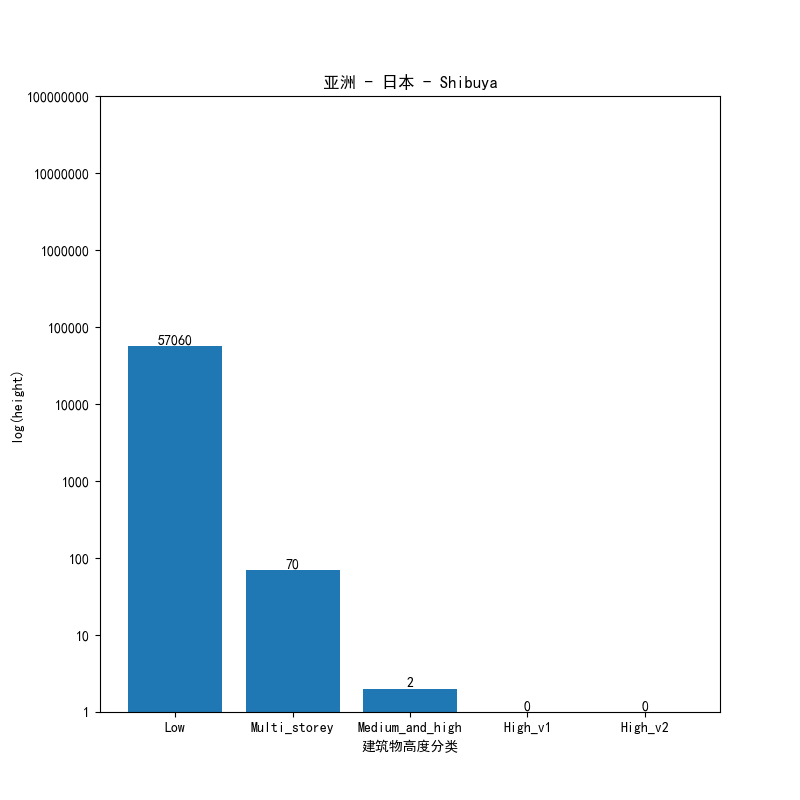 亚洲 - 日本 - Shibuya
100000000
10000000
1000000
100000
10000
1000
100
10
1
log(height)
57060
70
2
0
0
Low
Multi_storey
Medium_and_high
High_v1
High_v2
建筑物高度分类